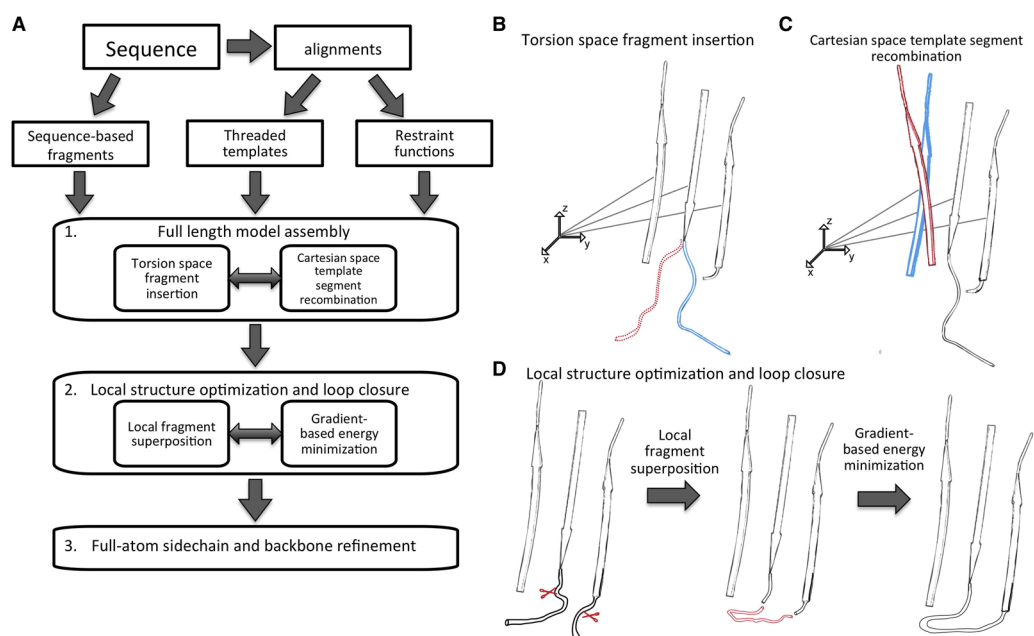 A
Sequence
alignments
Sequence-based
fragments
Threaded
templates
Restraint
functions
1.
Full length model assembly
Torsion space
fragment
insertion
Cartesian space
template
segment
recombination
2. Local structure optimization and loop closure
Local fragment
superposition
Gradient-
based energy
minimization
3. Full-atom sidechain and backbone refinement
B
Torsion space fragment insertion
z
y
x
C
Cartesian space template segment
recombination
z
y
x
D
Local structure optimization and loop closure
Local
fragment
superposition
Gradient-
based energy
minimization